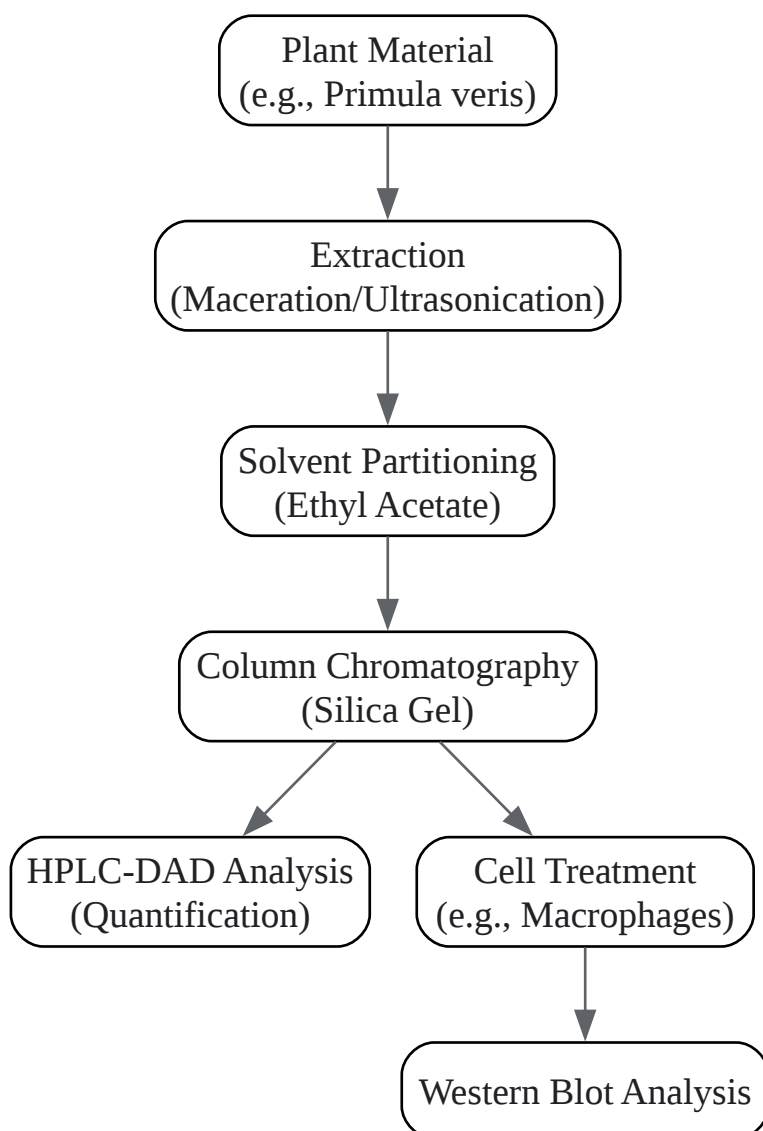 Plant Material
(e.g., Primula veris)
Extraction
(Maceration/Ultrasonication)
Solvent Partitioning
(Ethyl Acetate)
Column Chromatography
(Silica Gel)
HPLC-DAD Analysis
(Quantification)
Cell Treatment
(e.g., Macrophages)
Western Blot Analysis